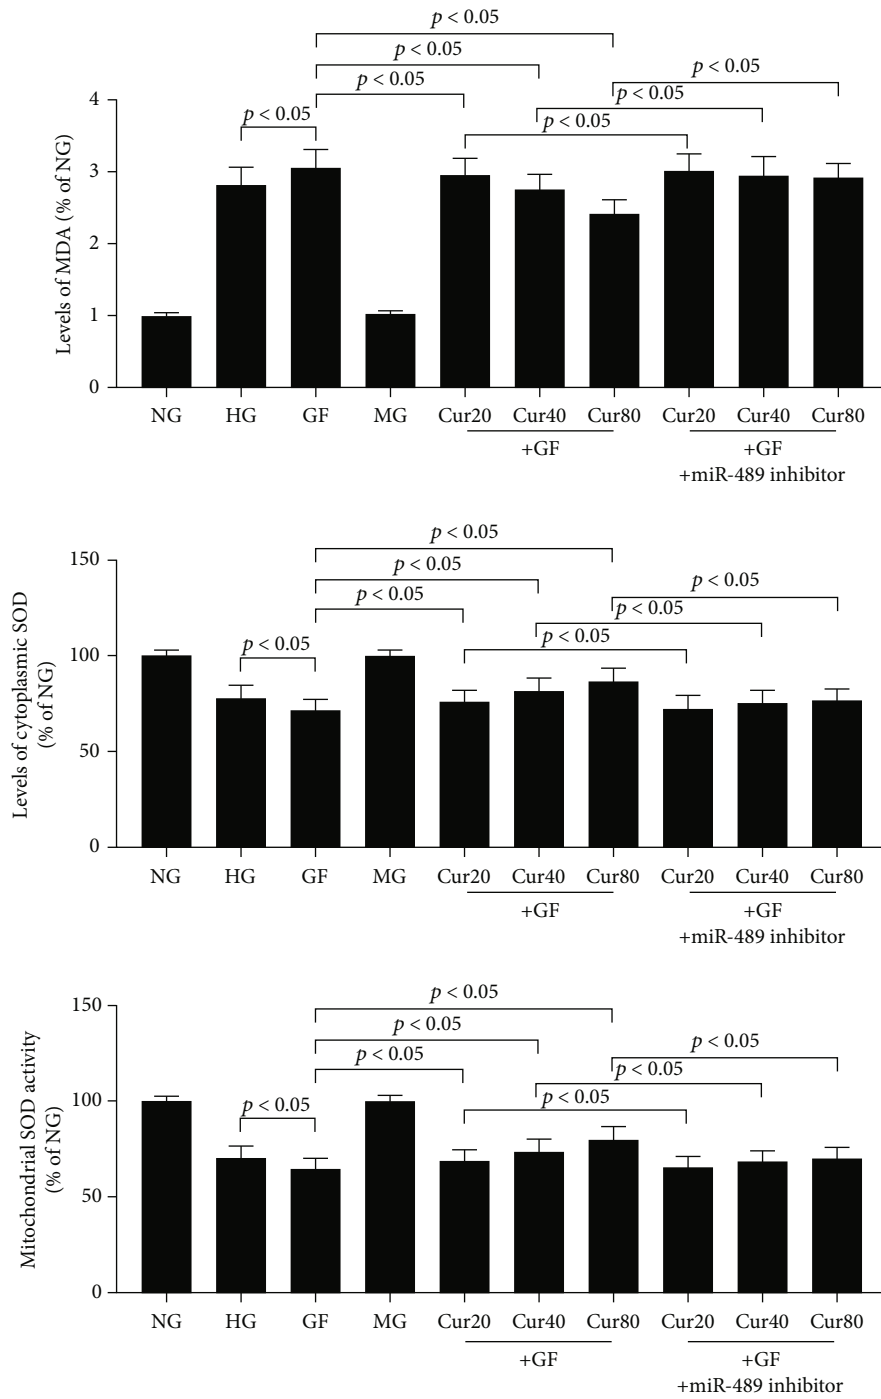 p < 0.05
p < 0.05
p < 0.05
p < 0.05
p < 0.05
p < 0.05
p < 0.05
Levels of MDA (% of NG)
4
3
2
1
0
NG HG GF MG Cur20 Cur40 Cur80 Cur20 Cur40 Cur80
+GF +GF
+miR-489 inhibitor
p < 0.05
p < 0.05
p < 0.05
p < 0.05
p < 0.05
p < 0.05
p < 0.05
Levels of cytoplasmic SOD
(% of NG)
150
100
50
0
NG HG GF MG Cur20 Cur40 Cur80 Cur20 Cur40 Cur80
+GF +GF
+miR-489 inhibitor
p < 0.05
p < 0.05
p < 0.05
p < 0.05
p < 0.05
p < 0.05
p < 0.05
Mitochondrial SOD activity
(% of NG)
150
100
50
0
NG HG GF MG Cur20 Cur40 Cur80 Cur20 Cur40 Cur80
+GF +GF
+miR-489 inhibitor